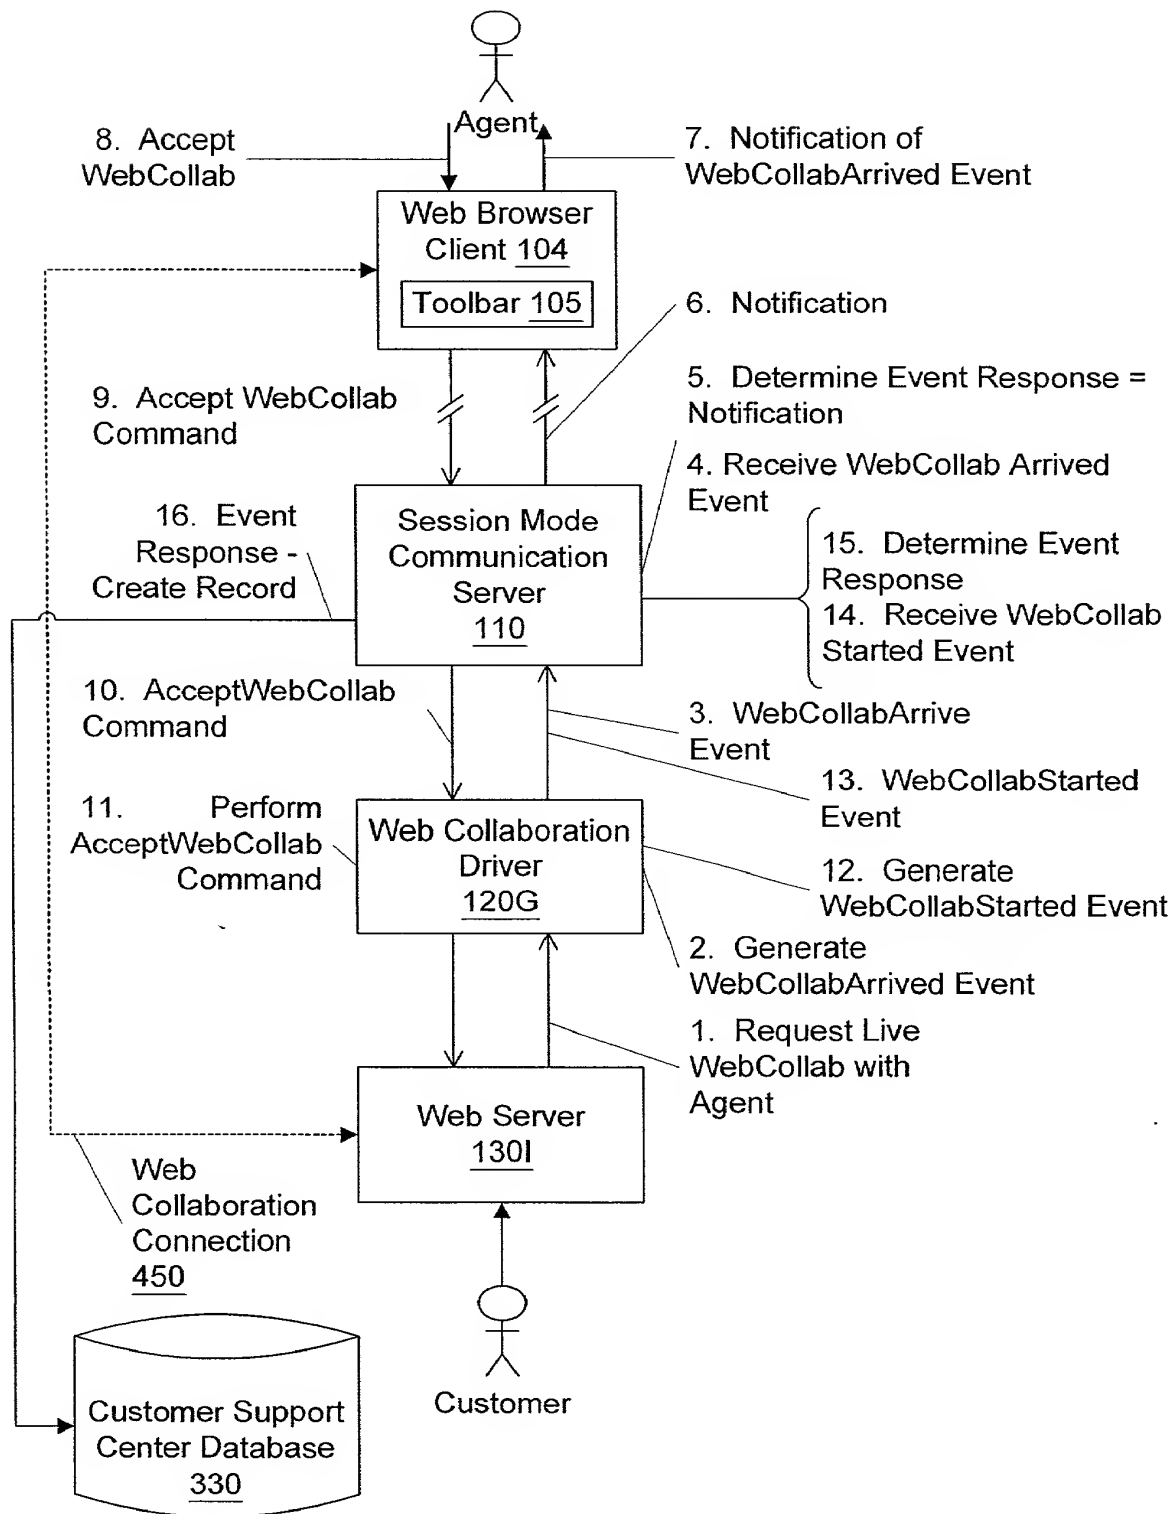 Agent
8. Accept
WebCollab
7. Notification of
WebCollabArrived Event
Web Browser
Client 104
Toolbar 105
6. Notification
5. Determine Event Response =
Notification
9. Accept WebCollab
Command
4. Receive WebCollab Arrived
Event
16. Event
Response -
Create Record
Session Mode
Communication
Server
110
15. Determine Event
Response
14. Receive WebCollab
Started Event
10. AcceptWebCollab
Command
3. WebCollabArrive
Event
13. WebCollabStarted
Event
11. Perform
AcceptWebCollab
Command
Web Collaboration
Driver
120G
12. Generate
WebCollabStarted Event
2. Generate
WebCollabArrived Event
1. Request Live
WebCollab with
Agent
Web Server
130I
Web
Collaboration
Connection
450
Customer
Customer Support
Center Database
330